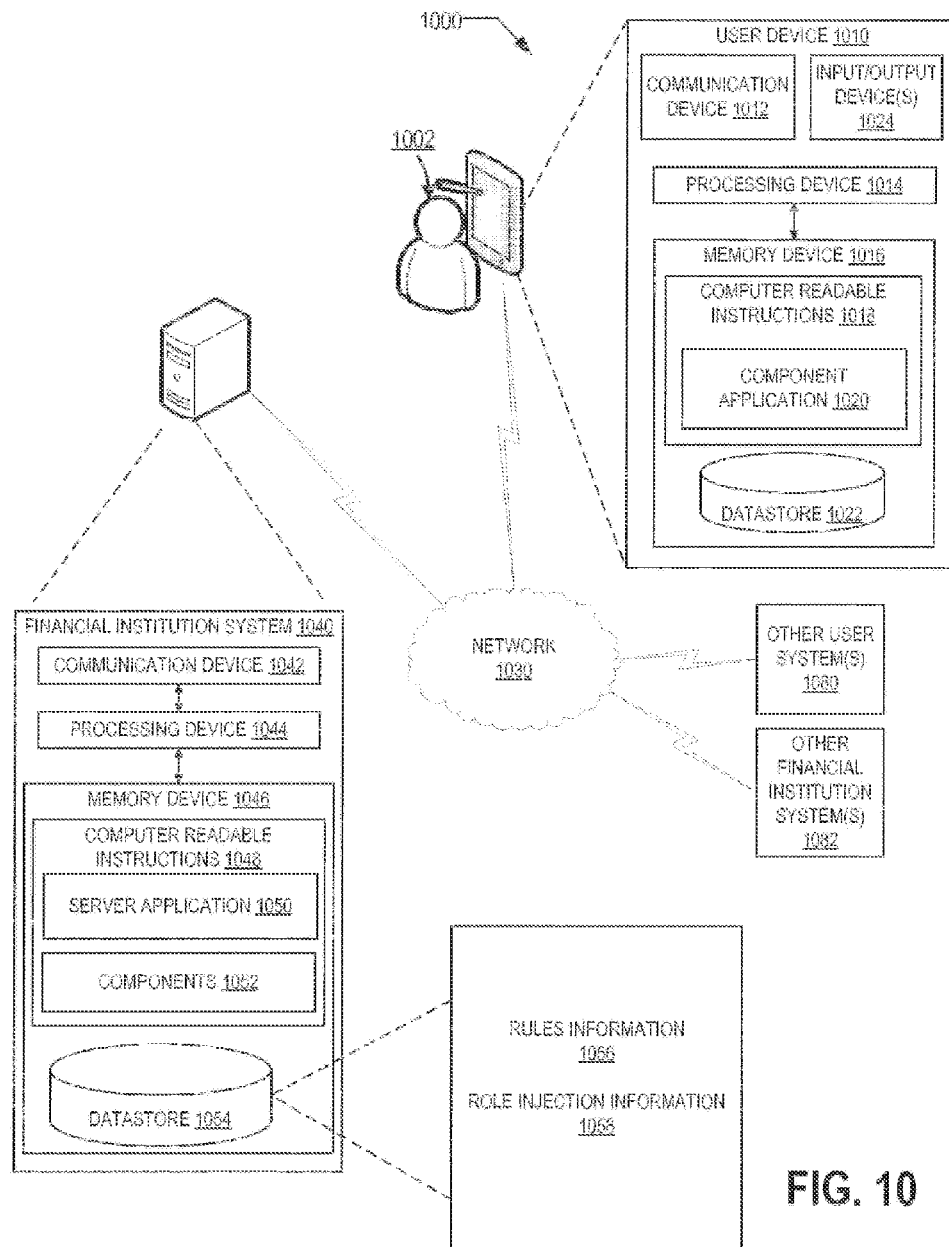 1000
USER DEVICE 1010
COMMUNICATION
DEVICE 1012
INPUT/OUTPUT
DEVICE(S)
1024
1002
PROCESSING DEVICE 1014
MEMORY DEVICE 1016
COMPUTER READABLE
INSTRUCTIONS 1018
COMPONENT
APPLICATION 1020
DATASTORE 1022
FINANCIAL INSTITUTION SYSTEM 1040
COMMUNICATION DEVICE 1042
PROCESSING DEVICE 1044
MEMORY DEVICE 1046
COMPUTER READABLE
INSTRUCTIONS 1048
SERVER APPLICATION 1050
COMPONENTS 1052
DATASTORE 1054
NETWORK
1030
OTHER USER
SYSTEM(S)
1080
OTHER
FINANCIAL
INSTITUTION
SYSTEM(S)
1082
RULES INFORMATION
1056
ROLE INJECTION INFORMATION
1058
FIG. 10